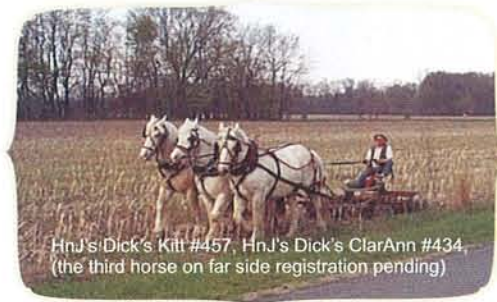 HnJ's Dick's Kitt #457, HnJ's Dick's ClarAnn #434,
(the third horse on far side registration pending)